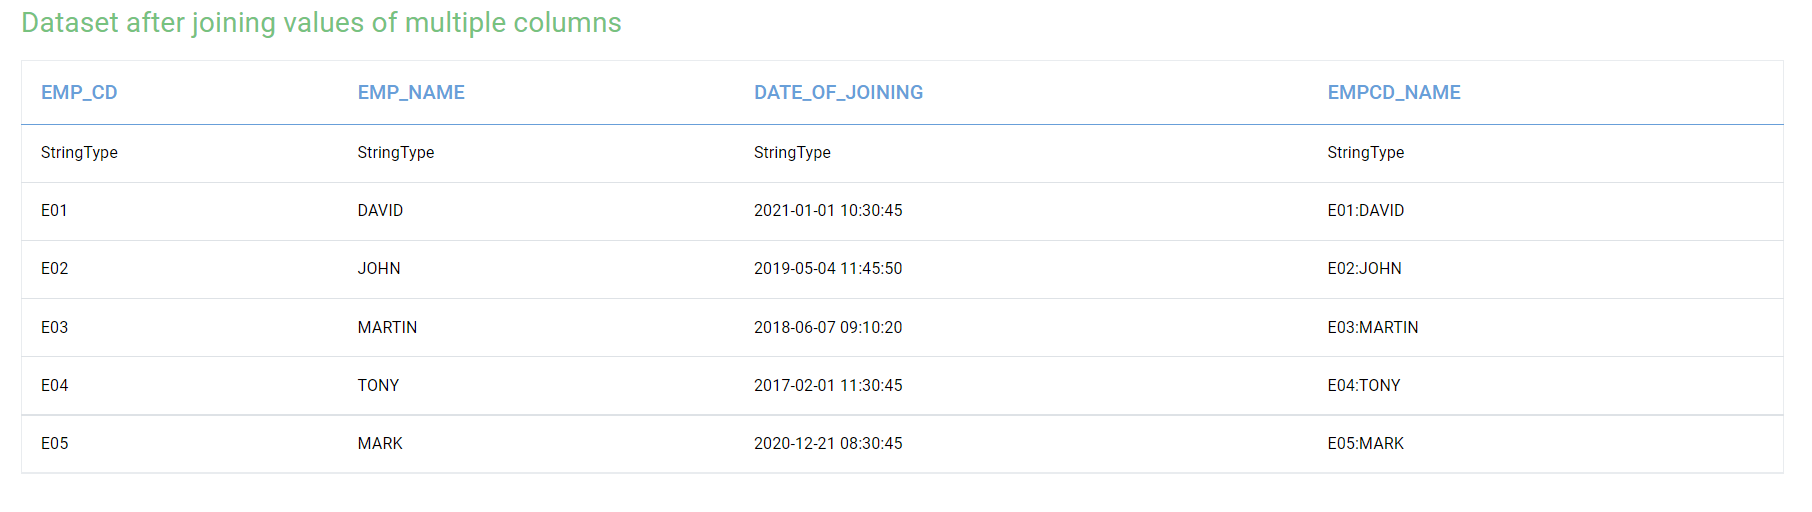 Dataset after joining values of multiple columns
EMP_CD EMP_NAME DATE_OF_JOINING EMPCD_NAME
StringType StringType StringType StringType
E01 DAVID 2021-01-01 10:30:45 E01:DAVID
E02 JOHN 2019-05-04 11:45:50 E02:JOHN
E03 MARTIN 2018-06-07 09:10:20 E03:MARTIN
E04 TONY 2017-02-01 11:30:45 E04:TONY
E05 MARK 2020-12-21 08:30:45 E05:MARK